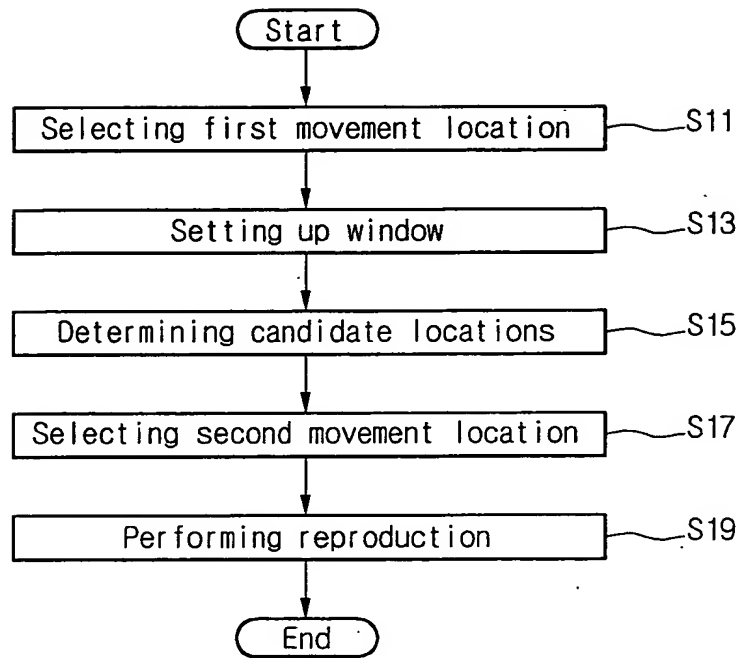 Start
Selecting first movement location
S11
Setting up window
S13
Determining candidate locations
S15
Selecting second movement location
S17
Performing reproduction
S19
End